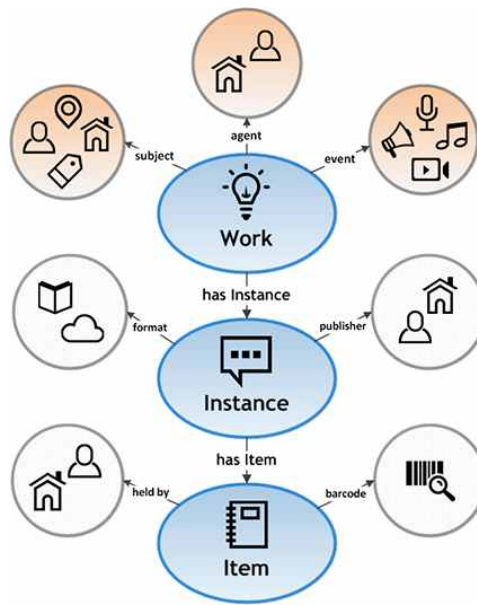 agent
subject
event
Work
has Instance
format
publisher
Instance
has Item
held by
barcode
Item